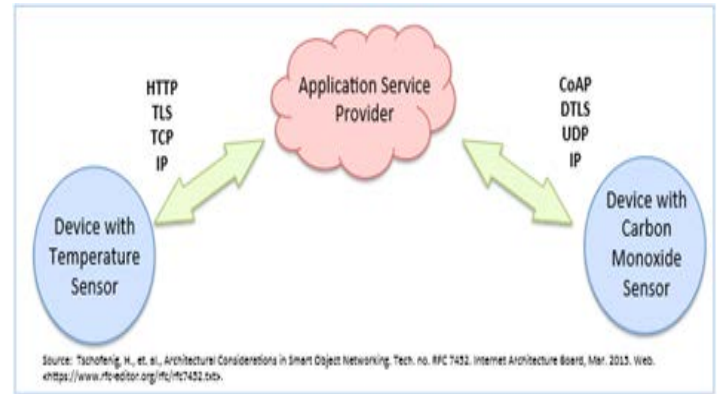 HTTP
TLS
TCP
IP
Application Service
Provider
CoAP
DTLS
UDP
IP
Device with
Temperature
Sensor
Device with
Carbon
Monoxide
Sensor
Source: Tschofenig, H., et. al., Architectural Considerations in Smart Object Networking. Tech. no. RFC 7452. Internet Architecture Board, Mar. 2015. Web.
<https://www.rfc-editor.org/rfc/rfc7452.txt>.